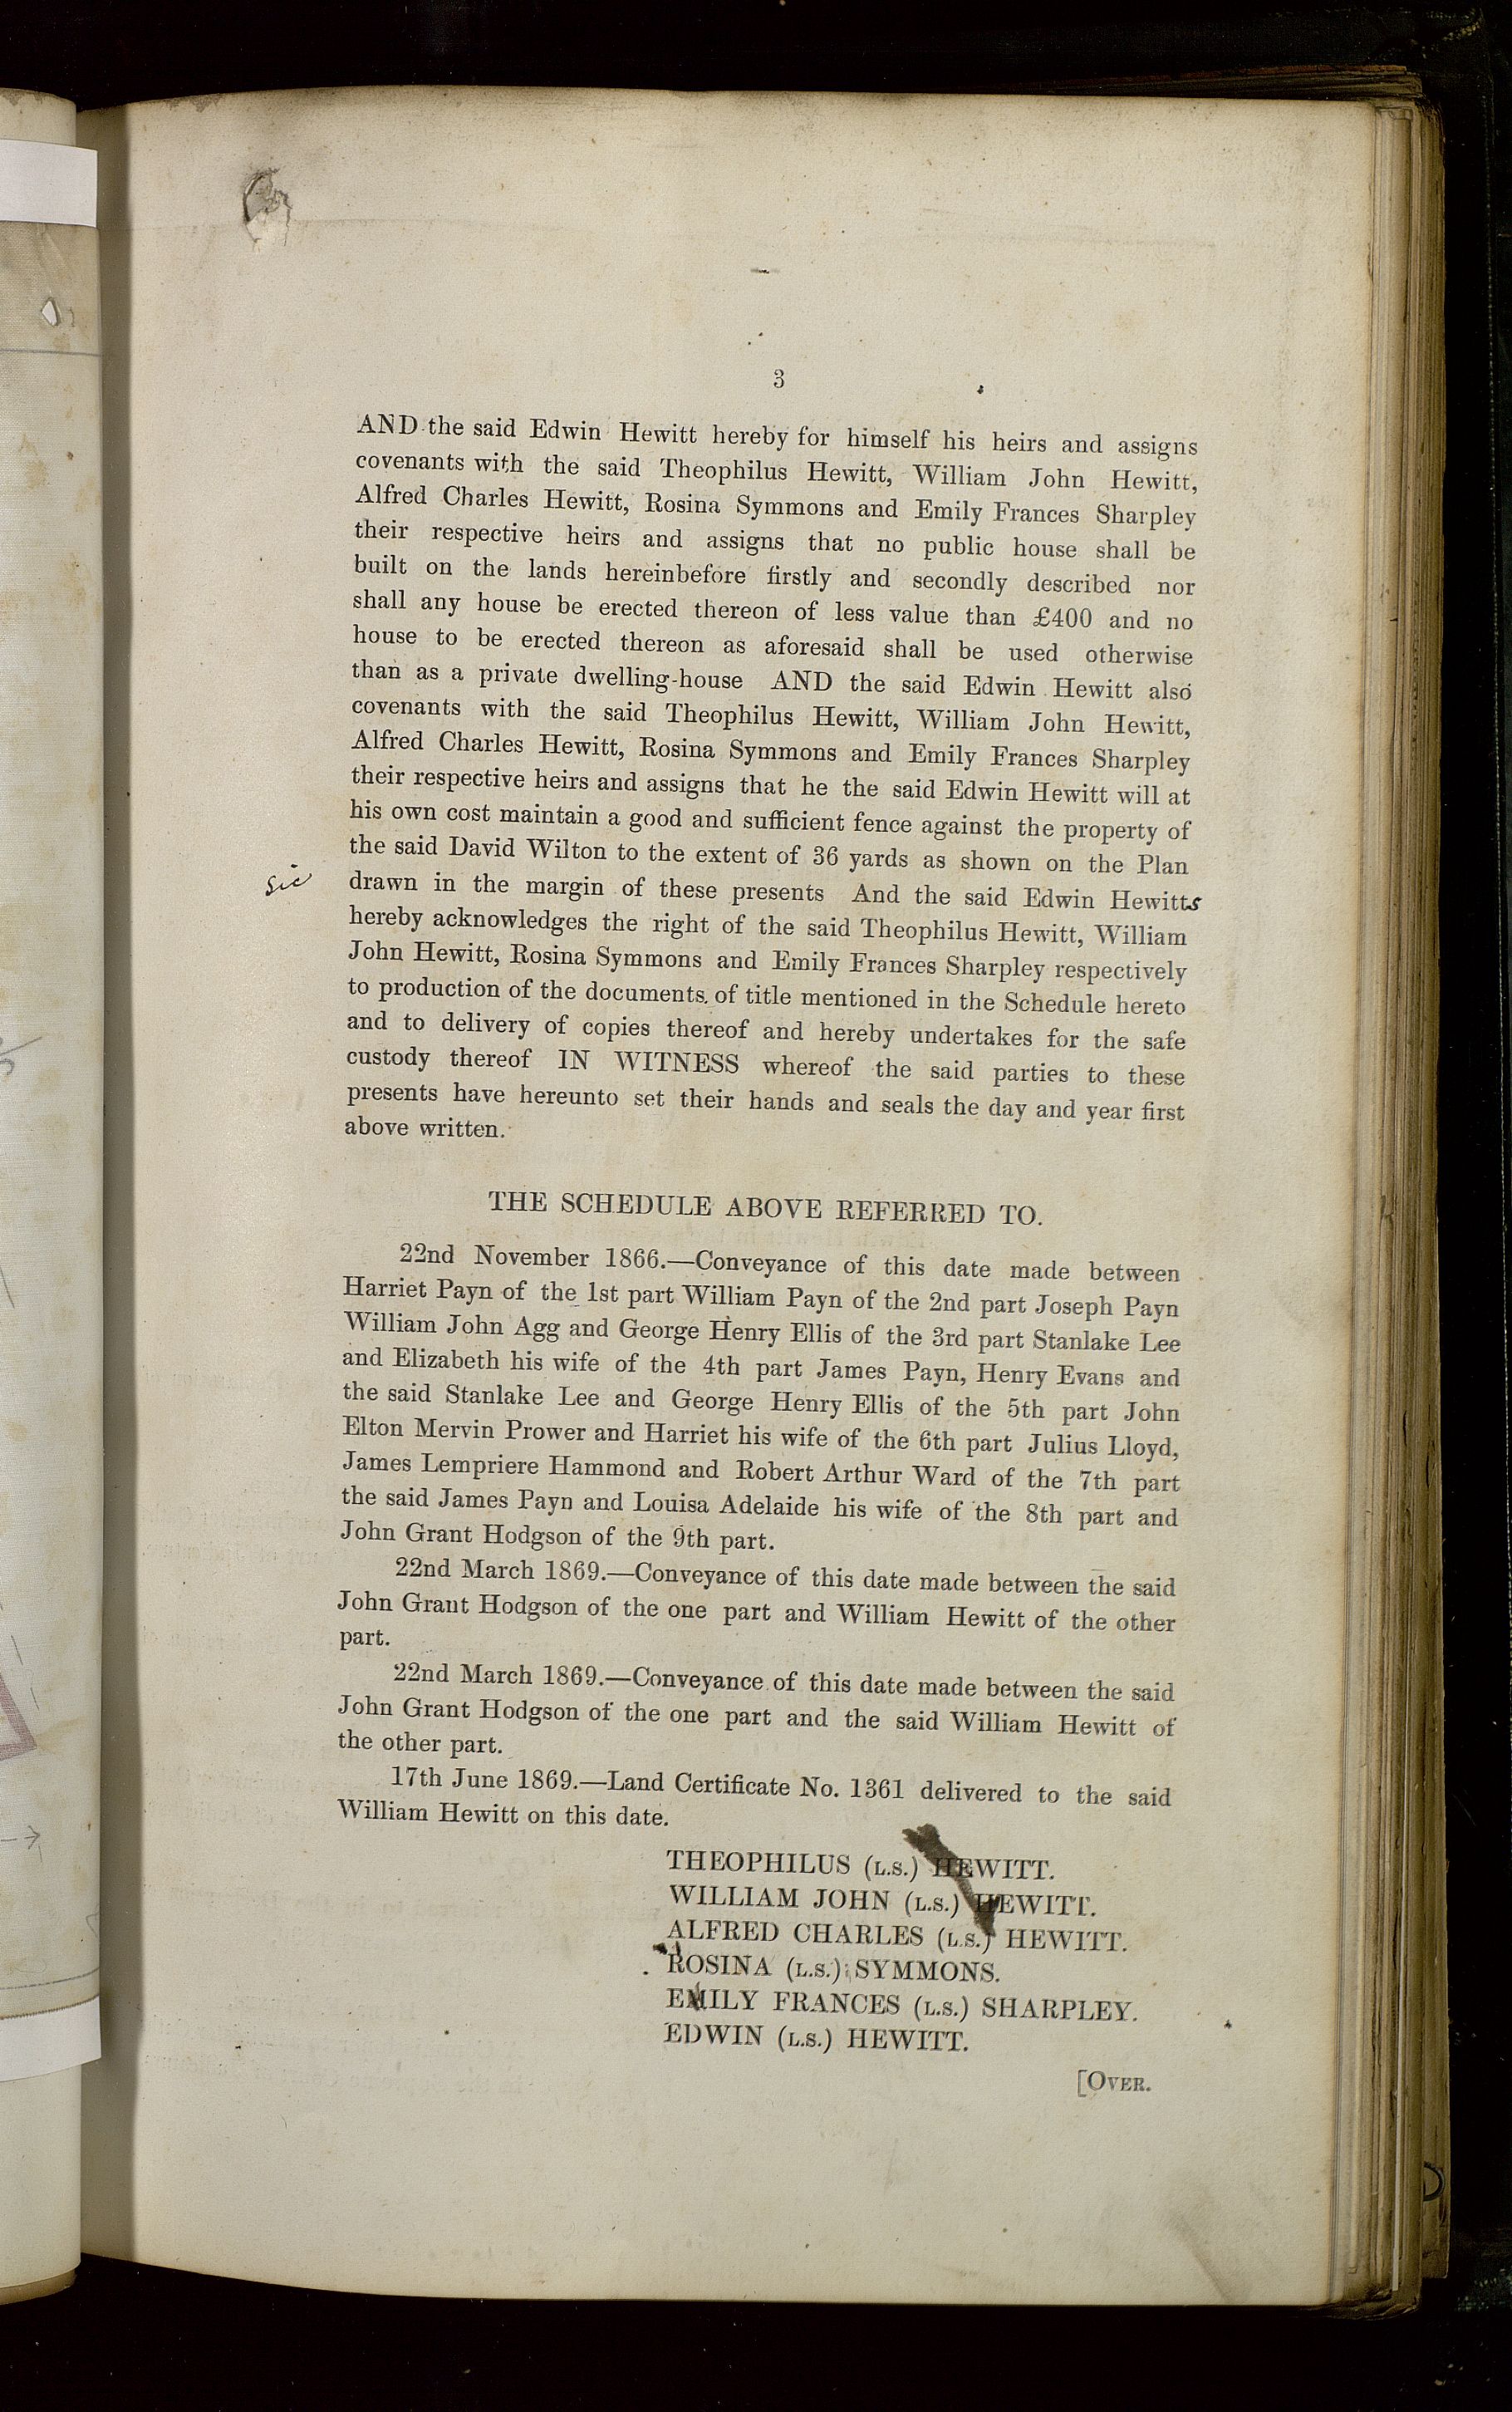 3
AND the said Edwin Hewitt hereby for himself his heirs and assigns
covenants with the said Theophilus Hewitt, William John Hewitt,
Alfred Charles Hewitt, Rosina Symmons and Emily Frances Sharpley
their respective heirs and assigns that no public house shall be
built on the lands hereinbefore firstly and secondly described nor
shall any house be erected thereon of less value than £400 and no
house to be erected thereon as aforesaid shall be used otherwise
than as a private dwelling-house AND the said Edwin Hewitt also
covenants with the said Theophilus Hewitt, William John Hewitt,
Alfred Charles Hewitt, Rosina Symmons and Emily Frances Sharpley
their respective heirs and assigns that he the said Edwin Hewitt will at
his own cost maintain a good and sufficient fence against the property of
the said David Wilton to the extent of 36 yards as shown on the Plan
sic drawn in the margin of these presents And the said Edwin Hewitts
hereby acknowledges the right of the said Theophilus Hewitt, William
John Hewitt, Rosina Symmons and Emily Frances Sharpley respectively
to production of the documents of title mentioned in the Schedule hereto
and to delivery of copies thereof and hereby undertakes for the safe
custody thereof IN WITNESS whereof the said parties to these
presents have hereunto set their hands and seals the day and year first
above written.
THE SCHEDULE ABOVE REFERRED TO.
22nd November 1866.—Conveyance of this date made between
Harriet Payn of the 1st part William Payn of the 2nd part Joseph Payn
William John Agg and George Henry Ellis of the 3rd part Stanlake Lee
and Elizabeth his wife of the 4th part James Payn, Henry Evans and
the said Stanlake Lee and George Henry Ellis of the 5th part John
Elton Mervin Prower and Harriet his wife of the 6th part Julius Lloyd,
James Lempriere Hammond and Robert Arthur Ward of the 7th part
the said James Payn and Louisa Adelaide his wife of the 8th part and
John Grant Hodgson of the 9th part.
22nd March 1869.—Conveyance of this date made between the said
John Grant Hodgson of the one part and William Hewitt of the other
part.
22nd March 1869.—Conveyance of this date made between the said
John Grant Hodgson of the one part and the said William Hewitt of
the other part.
17th June 1869.—Land Certificate No. 1361 delivered to the said
William Hewitt on this date.
THEOPHILUS (L.S.) HEWITT.
WILLIAM JOHN (L.S.) HEWITT.
ALFRED CHARLES (L.S.) HEWITT.
ROSINA (L.S.) SYMMONS.
EMILY FRANCES (L.S.) SHARPLEY.
EDWIN (L.S.) HEWITT.
[OVER.